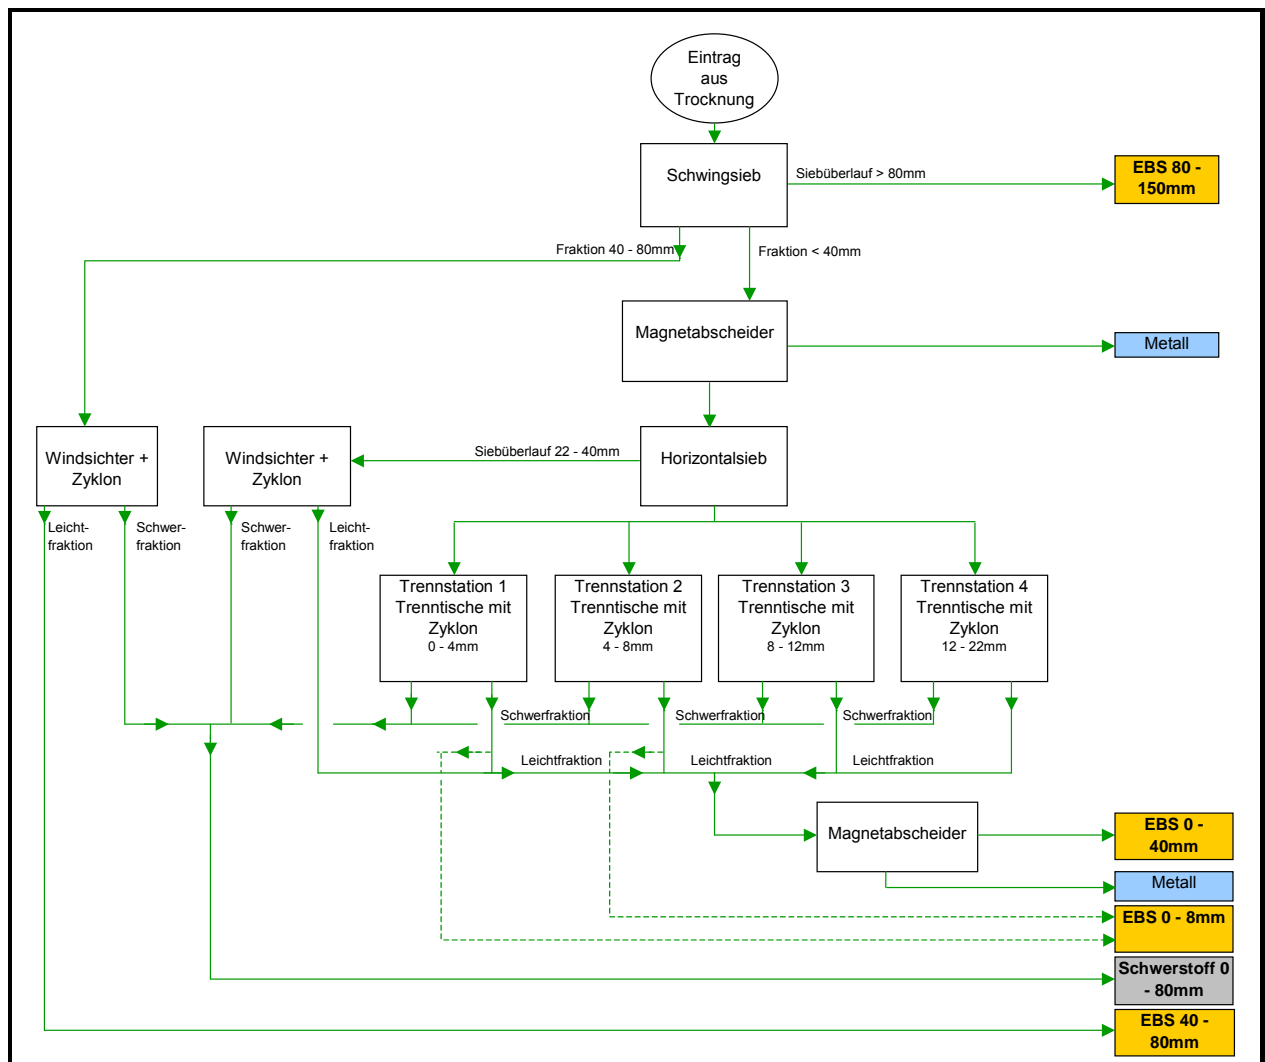 Eintrag
aus
Trocknung
Schwingsieb
Siebüberlauf > 80mm
EBS 80 -
150mm
Fraktion 40 - 80mm
Fraktion < 40mm
Magnetabscheider
Metall
Windsichter +
Zyklon
Windsichter +
Zyklon
Siebüberlauf 22 - 40mm
Horizontalsieb
Leicht-
fraktion
Schwer-
fraktion
Schwer-
fraktion
Leicht-
fraktion
Trennstation 1
Trenntische mit
Zyklon
0 - 4mm
Trennstation 2
Trenntische mit
Zyklon
4 - 8mm
Trennstation 3
Trenntische mit
Zyklon
8 - 12mm
Trennstation 4
Trenntische mit
Zyklon
12 - 22mm
Schwerfraktion
Schwerfraktion
Schwerfraktion
Leichtfraktion
Leichtfraktion
Leichtfraktion
Magnetabscheider
EBS 0 -
40mm
Metall
EBS 0 - 8mm
Schwerstoff 0
- 80mm
EBS 40 -
80mm